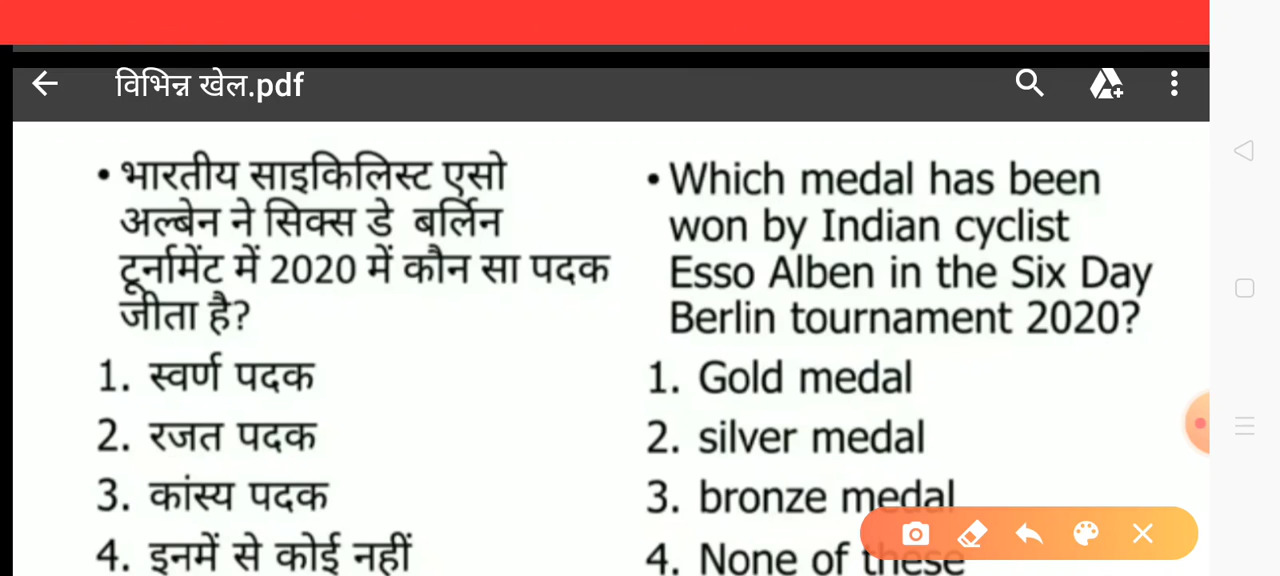 विभिन्न खेल.pdf
• भारतीय साइकिलिस्ट एसो
अल्बेन ने सिक्स डे बर्लिन
टूर्नामेंट में 2020 में कौन सा पदक
जीता है?
1. स्वर्ण पदक
2. रजत पदक
3. कांस्य पदक
4. इनमें से कोई नहीं
• Which medal has been
won by Indian cyclist
Esso Alben in the Six Day
Berlin tournament 2020?
1. Gold medal
2. silver medal
3. bronze medal
4. None of these